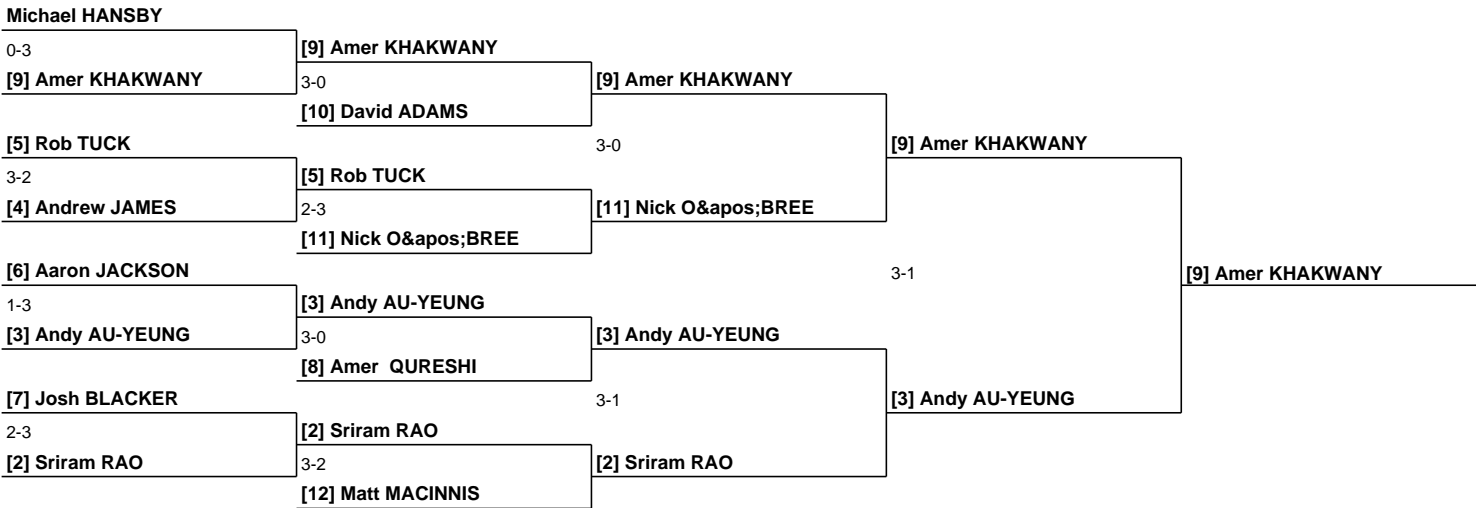 Michael HANSBY
0-3
[9] Amer KHAKWANY
[9] Amer KHAKWANY
3-0
[9] Amer KHAKWANY
[10] David ADAMS
[5] Rob TUCK
3-0
[9] Amer KHAKWANY
3-2
[5] Rob TUCK
[4] Andrew JAMES
2-3
[11] Nick O&apos;BREE
[11] Nick O&apos;BREE
[6] Aaron JACKSON
3-1
[9] Amer KHAKWANY
1-3
[3] Andy AU-YEUNG
[3] Andy AU-YEUNG
3-0
[3] Andy AU-YEUNG
[8] Amer  QURESHI
[7] Josh BLACKER
3-1
[3] Andy AU-YEUNG
2-3
[2] Sriram RAO
[2] Sriram RAO
3-2
[2] Sriram RAO
[12] Matt MACINNIS